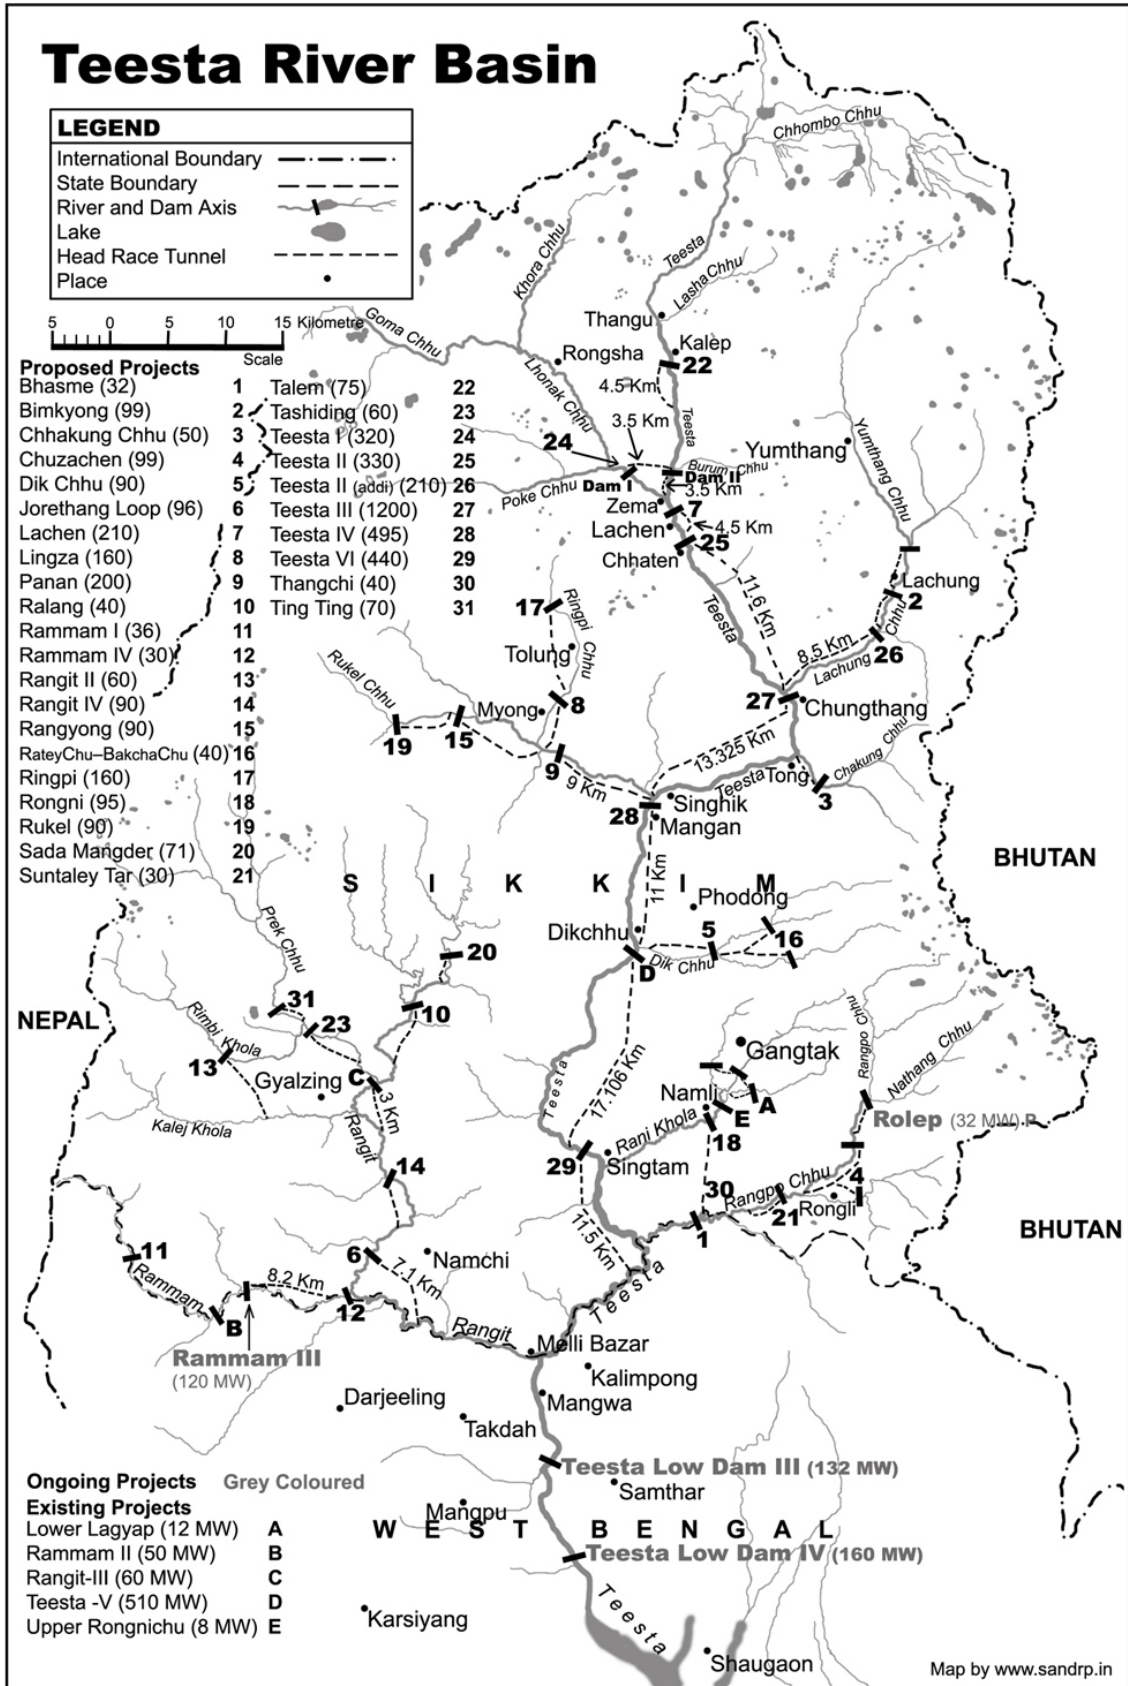 Teesta River Basin
LEGEND
International Boundary
State Boundary
River and Dam Axis
Lake
Head Race Tunnel
Place
5 0 5 10 15 Kilometre
Scale
Proposed Projects
Bhasme (32) 1
Bimkyong (99) 2
Chhakung Chhu (50) 3
Chuzachen (99) 4
Dik Chhu (90) 5
Jorethang Loop (96) 6
Lachen (210) 7
Lingza (160) 8
Panan (200) 9
Ralang (40) 10
Rammam I (36) 11
Rammam IV (30) 12
Rangit II (60) 13
Rangit IV (90) 14
Rangyong (90) 15
RateyChu–BakchaChu (40) 16
Ringpi (160) 17
Rongni (95) 18
Rukel (90) 19
Sada Mangder (71) 20
Suntaley Tar (30) 21
Talem (75) 22
Tashiding (60) 23
Teesta I (320) 24
Teesta II (330) 25
Teesta II (addi) (210) 26
Teesta III (1200) 27
Teesta IV (495) 28
Teesta VI (440) 29
Thangchi (40) 30
Ting Ting (70) 31
Chhombo Chhu
Khora Chhu
Teesta
Lasha Chhu
Goma Chhu
Thangu
Kalep
Rongsha
22
4.5 Km
Lhonak Chhu
Teesta
3.5 Km
24
Yumthang
Yumthang Chhu
Burum Chhu
Dam I
Dam II
3.5 Km
Poke Chhu
Zema
7
Lachen
4.5 Km
25
Chhaten
Lachung
2
Chhu
11.6 Km
Teesta
17
Ringpi
Chhu
8.5 Km
26
Lachung
Tolung
Rukel Chhu
27
Chungthang
Myong
8
19
15
13.325 Km
Chakung Chhu
9
9 Km
Teesta
Tong
3
Singhik
28
Mangan
BHUTAN
11 Km
S I K K I M
Phodong
Prek Chhu
Dikchhu
5
16
20
D
Dik Chhu
31
10
NEPAL
Rimbi Khola
23
Rangpo Chhu
Nathang Chhu
Gangtak
13
Gyalzing
C
3 Km
17.106 Km
Teesta
Namli
A
E
Rolep (32 MW) P
Kalej Khola
Rangit
Rani Khola
18
14
29
Singtam
30
Rangpo Chhu
4
21
Rongli
BHUTAN
1
11.5 Km
11
6
Namchi
Rammam
8.2 Km
7.1 Km
Teesta
12
B
Rangit
Rammam III
(120 MW)
Melli Bazar
Kalimpong
Darjeeling
Mangwa
Takdah
Teesta Low Dam III (132 MW)
Samthar
Mangpu
W E S T B E N G A L
Teesta Low Dam IV (160 MW)
Teesta
Karsiyang
Shaugaon
Ongoing Projects Grey Coloured
Existing Projects
Lower Lagyap (12 MW) A
Rammam II (50 MW) B
Rangit-III (60 MW) C
Teesta -V (510 MW) D
Upper Rongnichu (8 MW) E
Map by www.sandrp.in